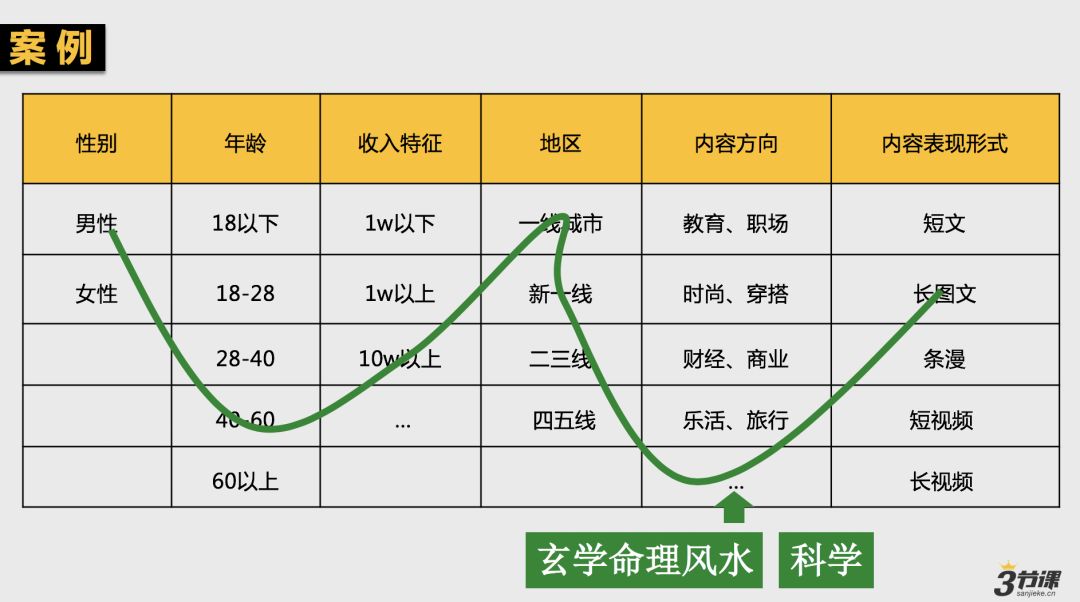 案例
性别 年龄 收入特征 地区 内容方向 内容表现形式
男性 18以下 1w以下 一线城市 教育、职场 短文
女性 18-28 1w以上 新一线 时尚、穿搭 长图文
28-40 10w以上 二三线 财经、商业 条漫
40-60 ... 四五线 乐活、旅行 短视频
60以上 ... 长视频
玄学命理风水 科学
3节课
sanjieke.cn